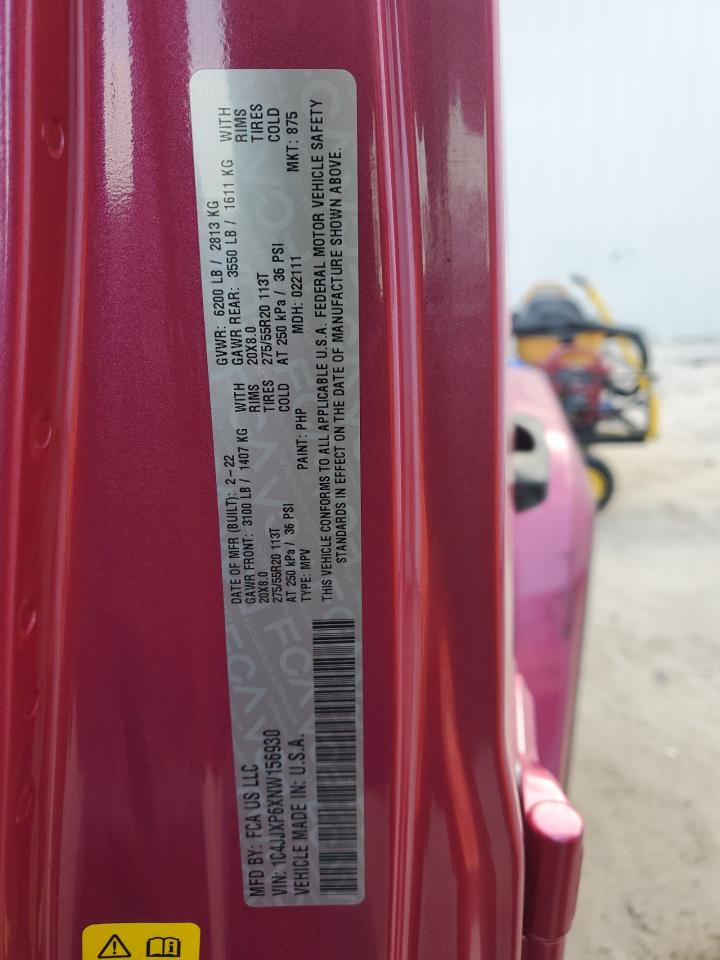 MFD BY: FCA US LLC
VIN: 1C4JJXP6XNW156930
VEHICLE MADE IN: U.S.A.
DATE OF MFR (BUILT): 2-22
GAWR FRONT: 3100 LB / 1407 KG WITH
20X8.0 RIMS
275/55R20 113T TIRES
AT 250 kPa / 36 PSI COLD
TYPE: MPV PAINT: PHP
GVWR: 6200 LB / 2813 KG
GAWR REAR: 3550 LB / 1611 KG WITH
20X8.0 RIMS
275/55R20 113T TIRES
AT 250 kPa / 36 PSI COLD
MDH: 022111 MKT: 875
THIS VEHICLE CONFORMS TO ALL APPLICABLE U.S.A. FEDERAL MOTOR VEHICLE SAFETY
STANDARDS IN EFFECT ON THE DATE OF MANUFACTURE SHOWN ABOVE.